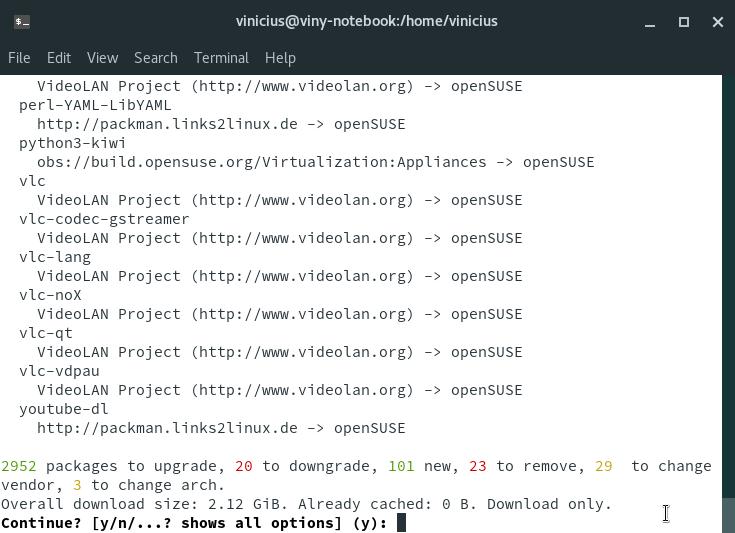 vinicius@viny-notebook:/home/vinicius
File Edit View Search Terminal Help
VideoLAN Project (http://www.videolan.org) -> openSUSE
perl-YAML-LibYAML
http://packman.links2linux.de -> openSUSE
python3-kiwi
obs://build.opensuse.org/Virtualization:Appliances -> openSUSE
vlc
VideoLAN Project (http://www.videolan.org) -> openSUSE
vlc-codec-gstreamer
VideoLAN Project (http://www.videolan.org) -> openSUSE
vlc-lang
VideoLAN Project (http://www.videolan.org) -> openSUSE
vlc-noX
VideoLAN Project (http://www.videolan.org) -> openSUSE
vlc-qt
VideoLAN Project (http://www.videolan.org) -> openSUSE
vlc-vdpau
VideoLAN Project (http://www.videolan.org) -> openSUSE
youtube-dl
http://packman.links2linux.de -> openSUSE
2952 packages to upgrade, 20 to downgrade, 101 new, 23 to remove, 29  to change
vendor, 3 to change arch.
Overall download size: 2.12 GiB. Already cached: 0 B. Download only.
Continue? [y/n/...? shows all options] (y):